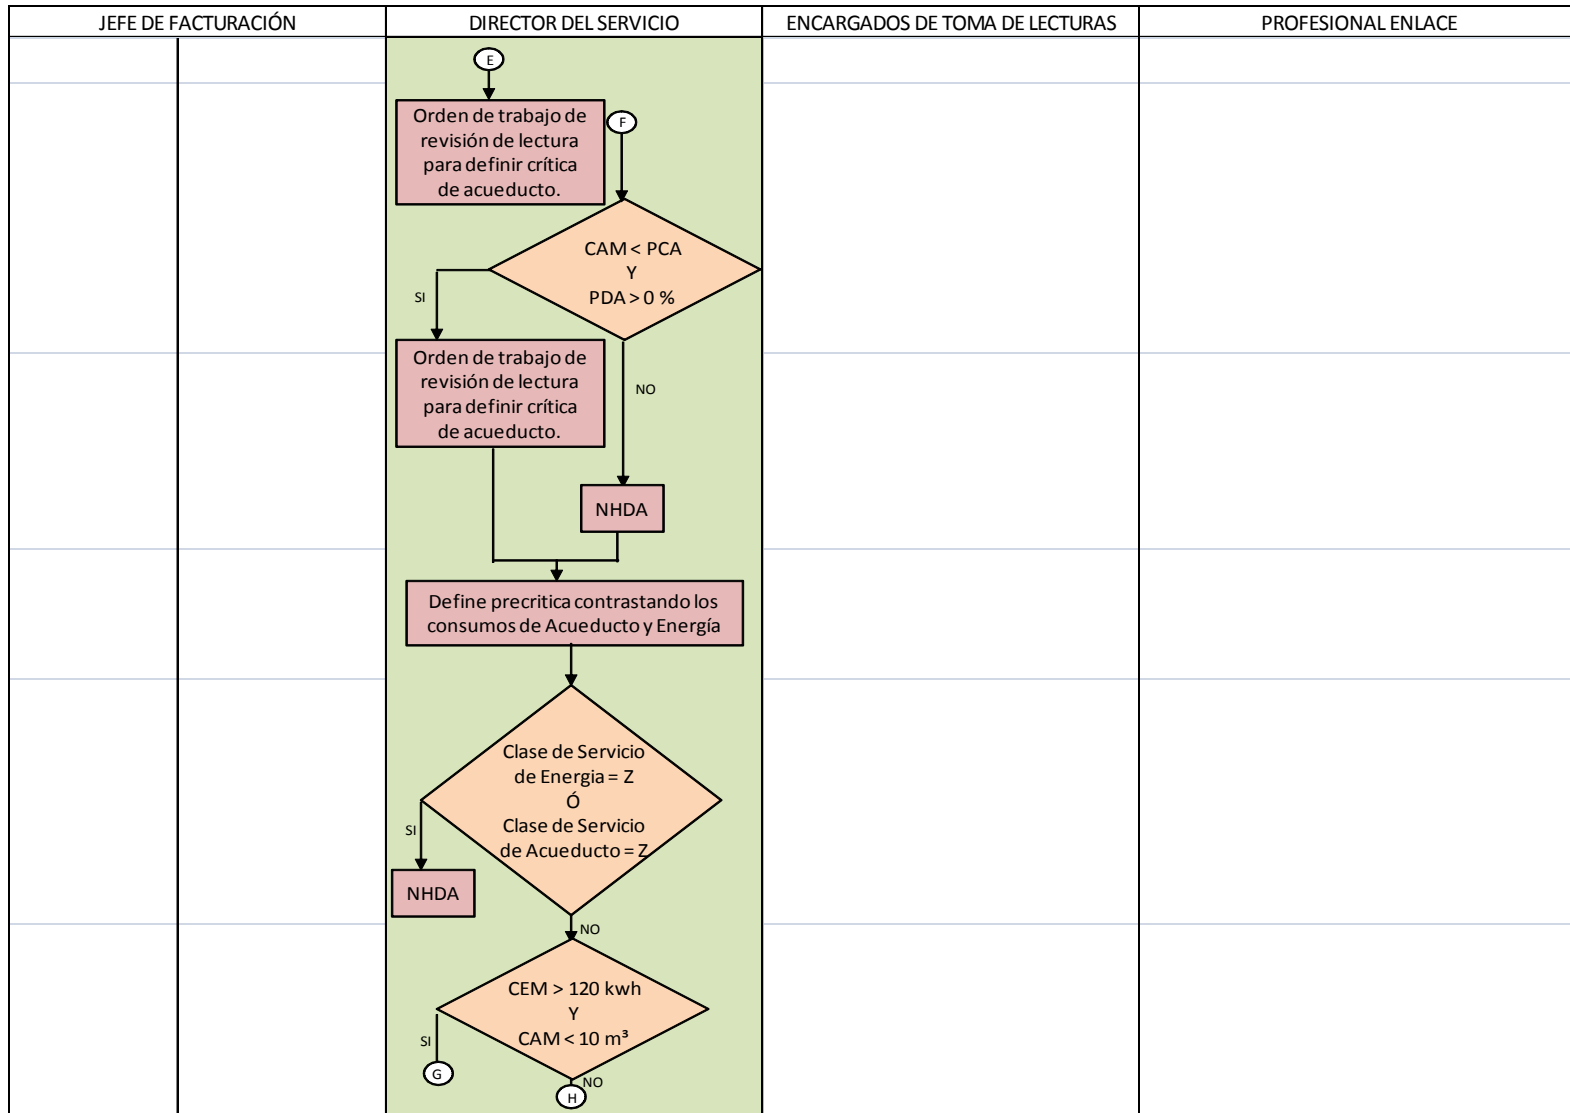 JEFE DE FACTURACIÓN
DIRECTOR DEL SERVICIO
ENCARGADOS DE TOMA DE LECTURAS
PROFESIONAL ENLACE
E
Orden de trabajo de
revisión de lectura
para definir crítica
de acueducto.
F
CAM < PCA
Y
PDA > 0 %
SI
Orden de trabajo de
revisión de lectura
para definir crítica
de acueducto.
NO
NHDA
Define precritica contrastando los
consumos de Acueducto y Energía
Clase de Servicio
de Energia = Z
Ó
Clase de Servicio
de Acueducto = Z
SI
NHDA
NO
CEM > 120 kwh
Y
CAM < 10 m³
SI
G
NO
H